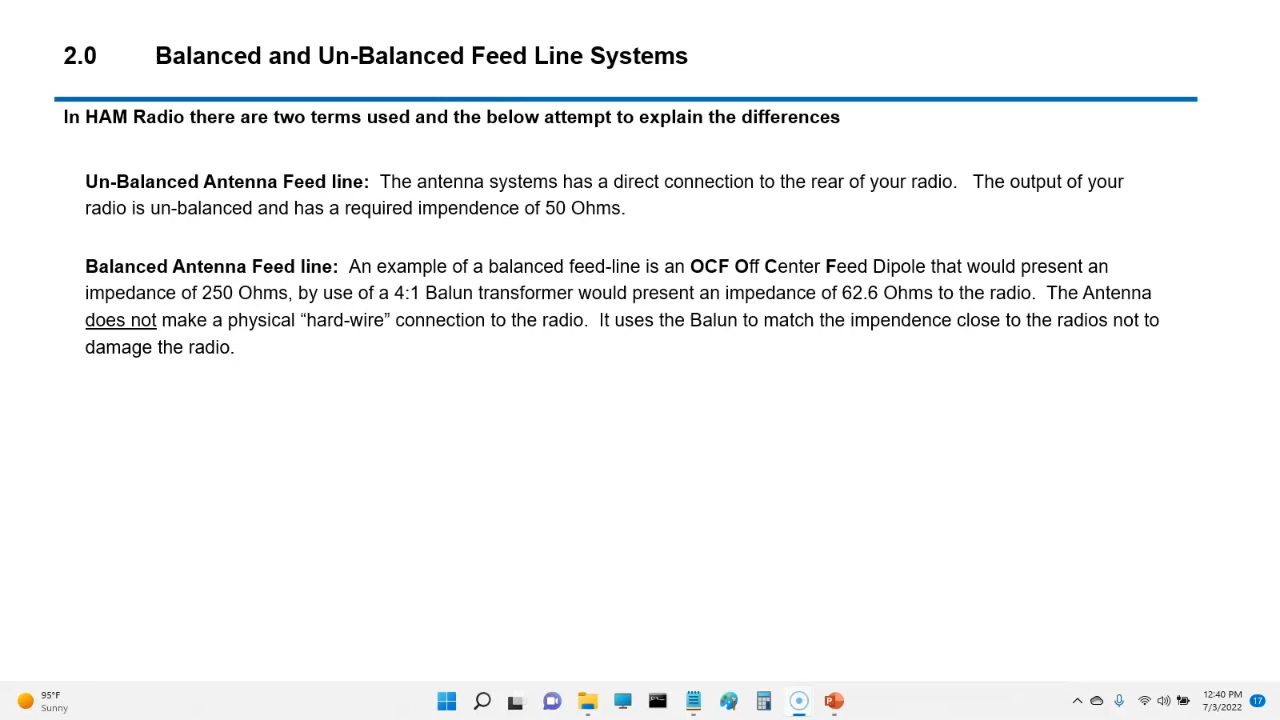 2.0 Balanced and Un-Balanced Feed Line Systems
In HAM Radio there are two terms used and the below attempt to explain the differences
Un-Balanced Antenna Feed line: The antenna systems has a direct connection to the rear of your radio. The output of your
radio is un-balanced and has a required impendence of 50 Ohms.
Balanced Antenna Feed line: An example of a balanced feed-line is an OCF Off Center Feed Dipole that would present an
impedance of 250 Ohms, by use of a 4:1 Balun transformer would present an impedance of 62.6 Ohms to the radio. The Antenna
does not make a physical “hard-wire” connection to the radio. It uses the Balun to match the impendence close to the radios not to
damage the radio.
95°F
Sunny
12:40 PM
7/3/2022
17